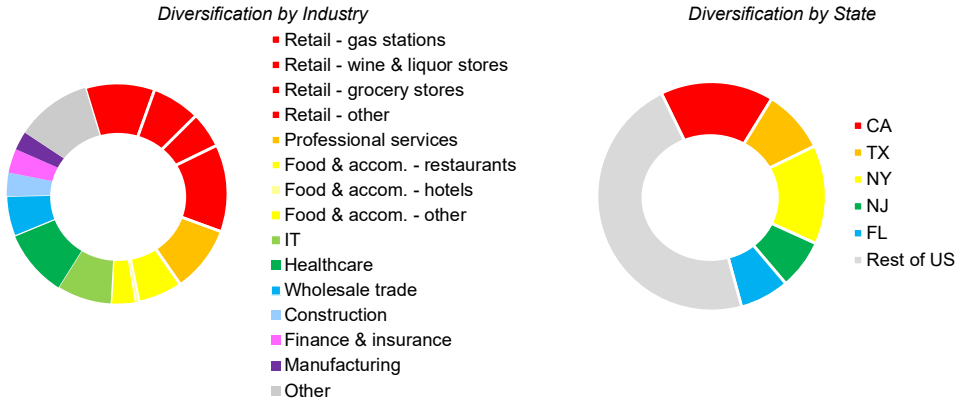 Diversification by Industry
Retail - gas stations
Retail - wine & liquor stores
Retail - grocery stores
Retail - other
Professional services
Food & accom. - restaurants
Food & accom. - hotels
Food & accom. - other
IT
Healthcare
Wholesale trade
Construction
Finance & insurance
Manufacturing
Other
Diversification by State
CA
TX
NY
NJ
FL
Rest of US